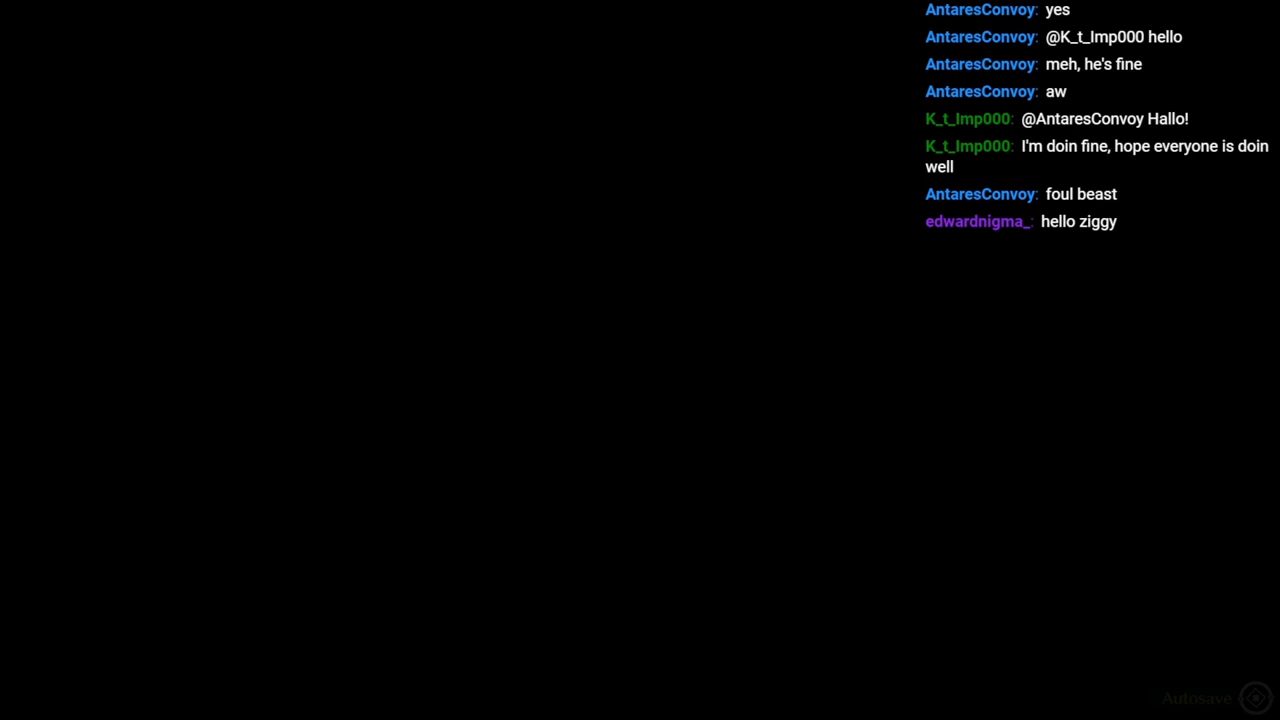 AntaresConvoy: yes
AntaresConvoy: @K_t_Imp000 hello
AntaresConvoy: meh, he's fine
AntaresConvoy: aw
K_t_Imp000: @AntaresConvoy Hallo!
K_t_Imp000: I'm doin fine, hope everyone is doin
well
AntaresConvoy: foul beast
edwardnigma_: hello ziggy
Autosave